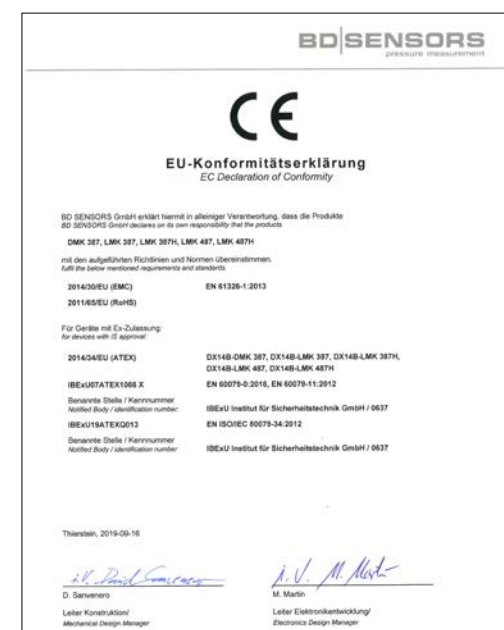 BD SENSORS
pressure measurement
CE
EU-Konformitätserklärung
EC Declaration of Conformity
BD SENSORS GmbH erklärt hiermit in alleiniger Verantwortung, dass die Produkte
BD SENSORS GmbH declares on its own responsibility that the products
DMK 387, LMK 387, LMK 387H, LMK 487, LMK 487H
mit den aufgeführten Richtlinien und Normen übereinstimmen.
fulfil the below mentioned requirements and standards.
2014/30/EU (EMC) EN 61326-1:2013
2011/65/EU (RoHS)
Für Geräte mit Ex-Zulassung:
for devices with IS approval:
2014/34/EU (ATEX) DX14B-DMK 387, DX14B-LMK 387, DX14B-LMK 387H,
DX14B-LMK 487, DX14B-LMK 487H
IBExU07ATEX1066 X EN 60079-0:2018, EN 60079-11:2012
Benannte Stelle / Kennnummer
Notified Body / identification number: IBExU Institut für Sicherheitstechnik GmbH / 0637
IBExU19ATEXQ013 EN ISO/IEC 80079-34:2012
Benannte Stelle / Kennnummer
Notified Body / identification number IBExU Institut für Sicherheitstechnik GmbH / 0637
Thierstein, 2019-09-16
i.V. M. Martin
D. Sanvenero M. Martin
Leiter Konstruktion/ Leiter Elektronikentwicklung/
Mechanical Design Manager Electronics Design Manager